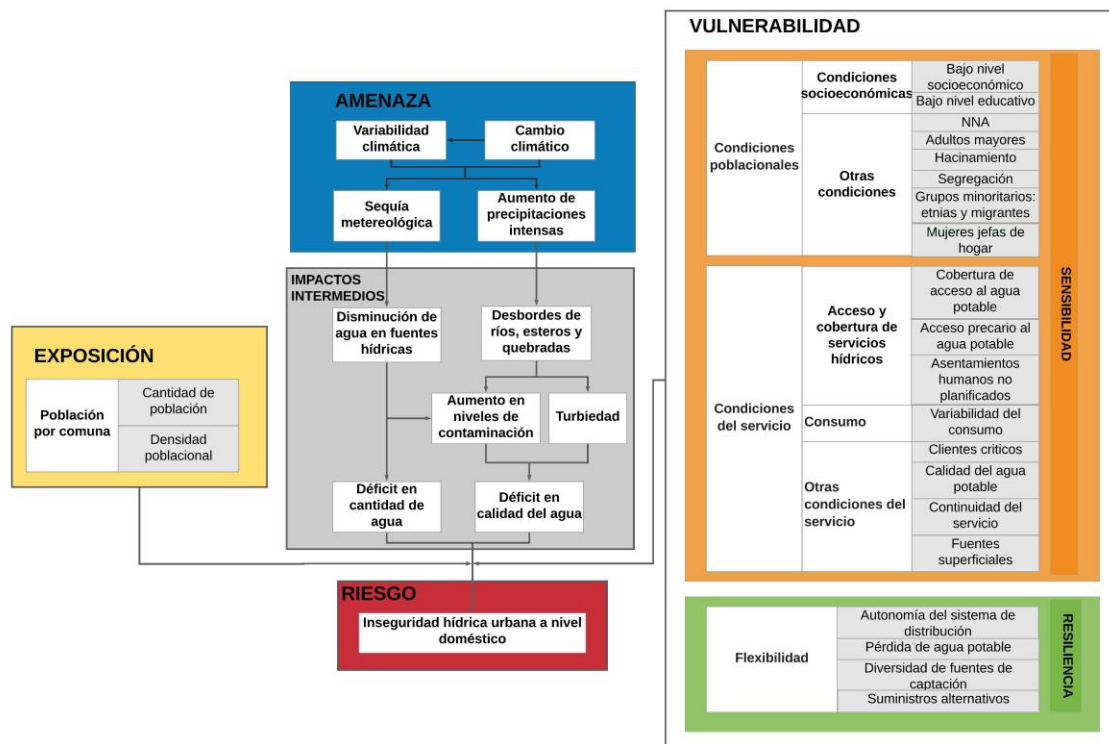 AMENAZA
Variabilidad
climática
Cambio
climático
Sequía
metereológica
Aumento de
precipitaciones
intensas
IMPACTOS
INTERMEDIOS
Disminución de
agua en fuentes
hídricas
Desbordes de
ríos, esteros y
quebradas
Aumento en
niveles de
contaminación
Turbiedad
Déficit en
cantidad de
agua
Déficit en
calidad del agua
EXPOSICIÓN
Población
por comuna
Cantidad de
población
Densidad
poblacional
RIESGO
Inseguridad hídrica urbana a nivel
doméstico
VULNERABILIDAD
Condiciones
poblacionales
Condiciones
socioeconómicas
Bajo nivel
socioeconómico
Bajo nivel educativo
Otras
condiciones
NNA
Adultos mayores
Hacinamiento
Segregación
Grupos minoritarios:
etnias y migrantes
Mujeres jefas de
hogar
Condiciones
del servicio
Acceso y
cobertura de
servicios
hídricos
Cobertura de
acceso al agua
potable
Acceso precario al
agua potable
Asentamientos
humanos no
planificados
Consumo
Variabilidad del
consumo
Otras
condiciones del
servicio
Clientes criticos
Calidad del agua
potable
Continuidad del
servicio
Fuentes
superficiales
SENSIBILIDAD
Flexibilidad
Autonomía del sistema de
distribución
Pérdida de agua potable
Diversidad de fuentes de
captación
Suministros alternativos
RESILIENCIA